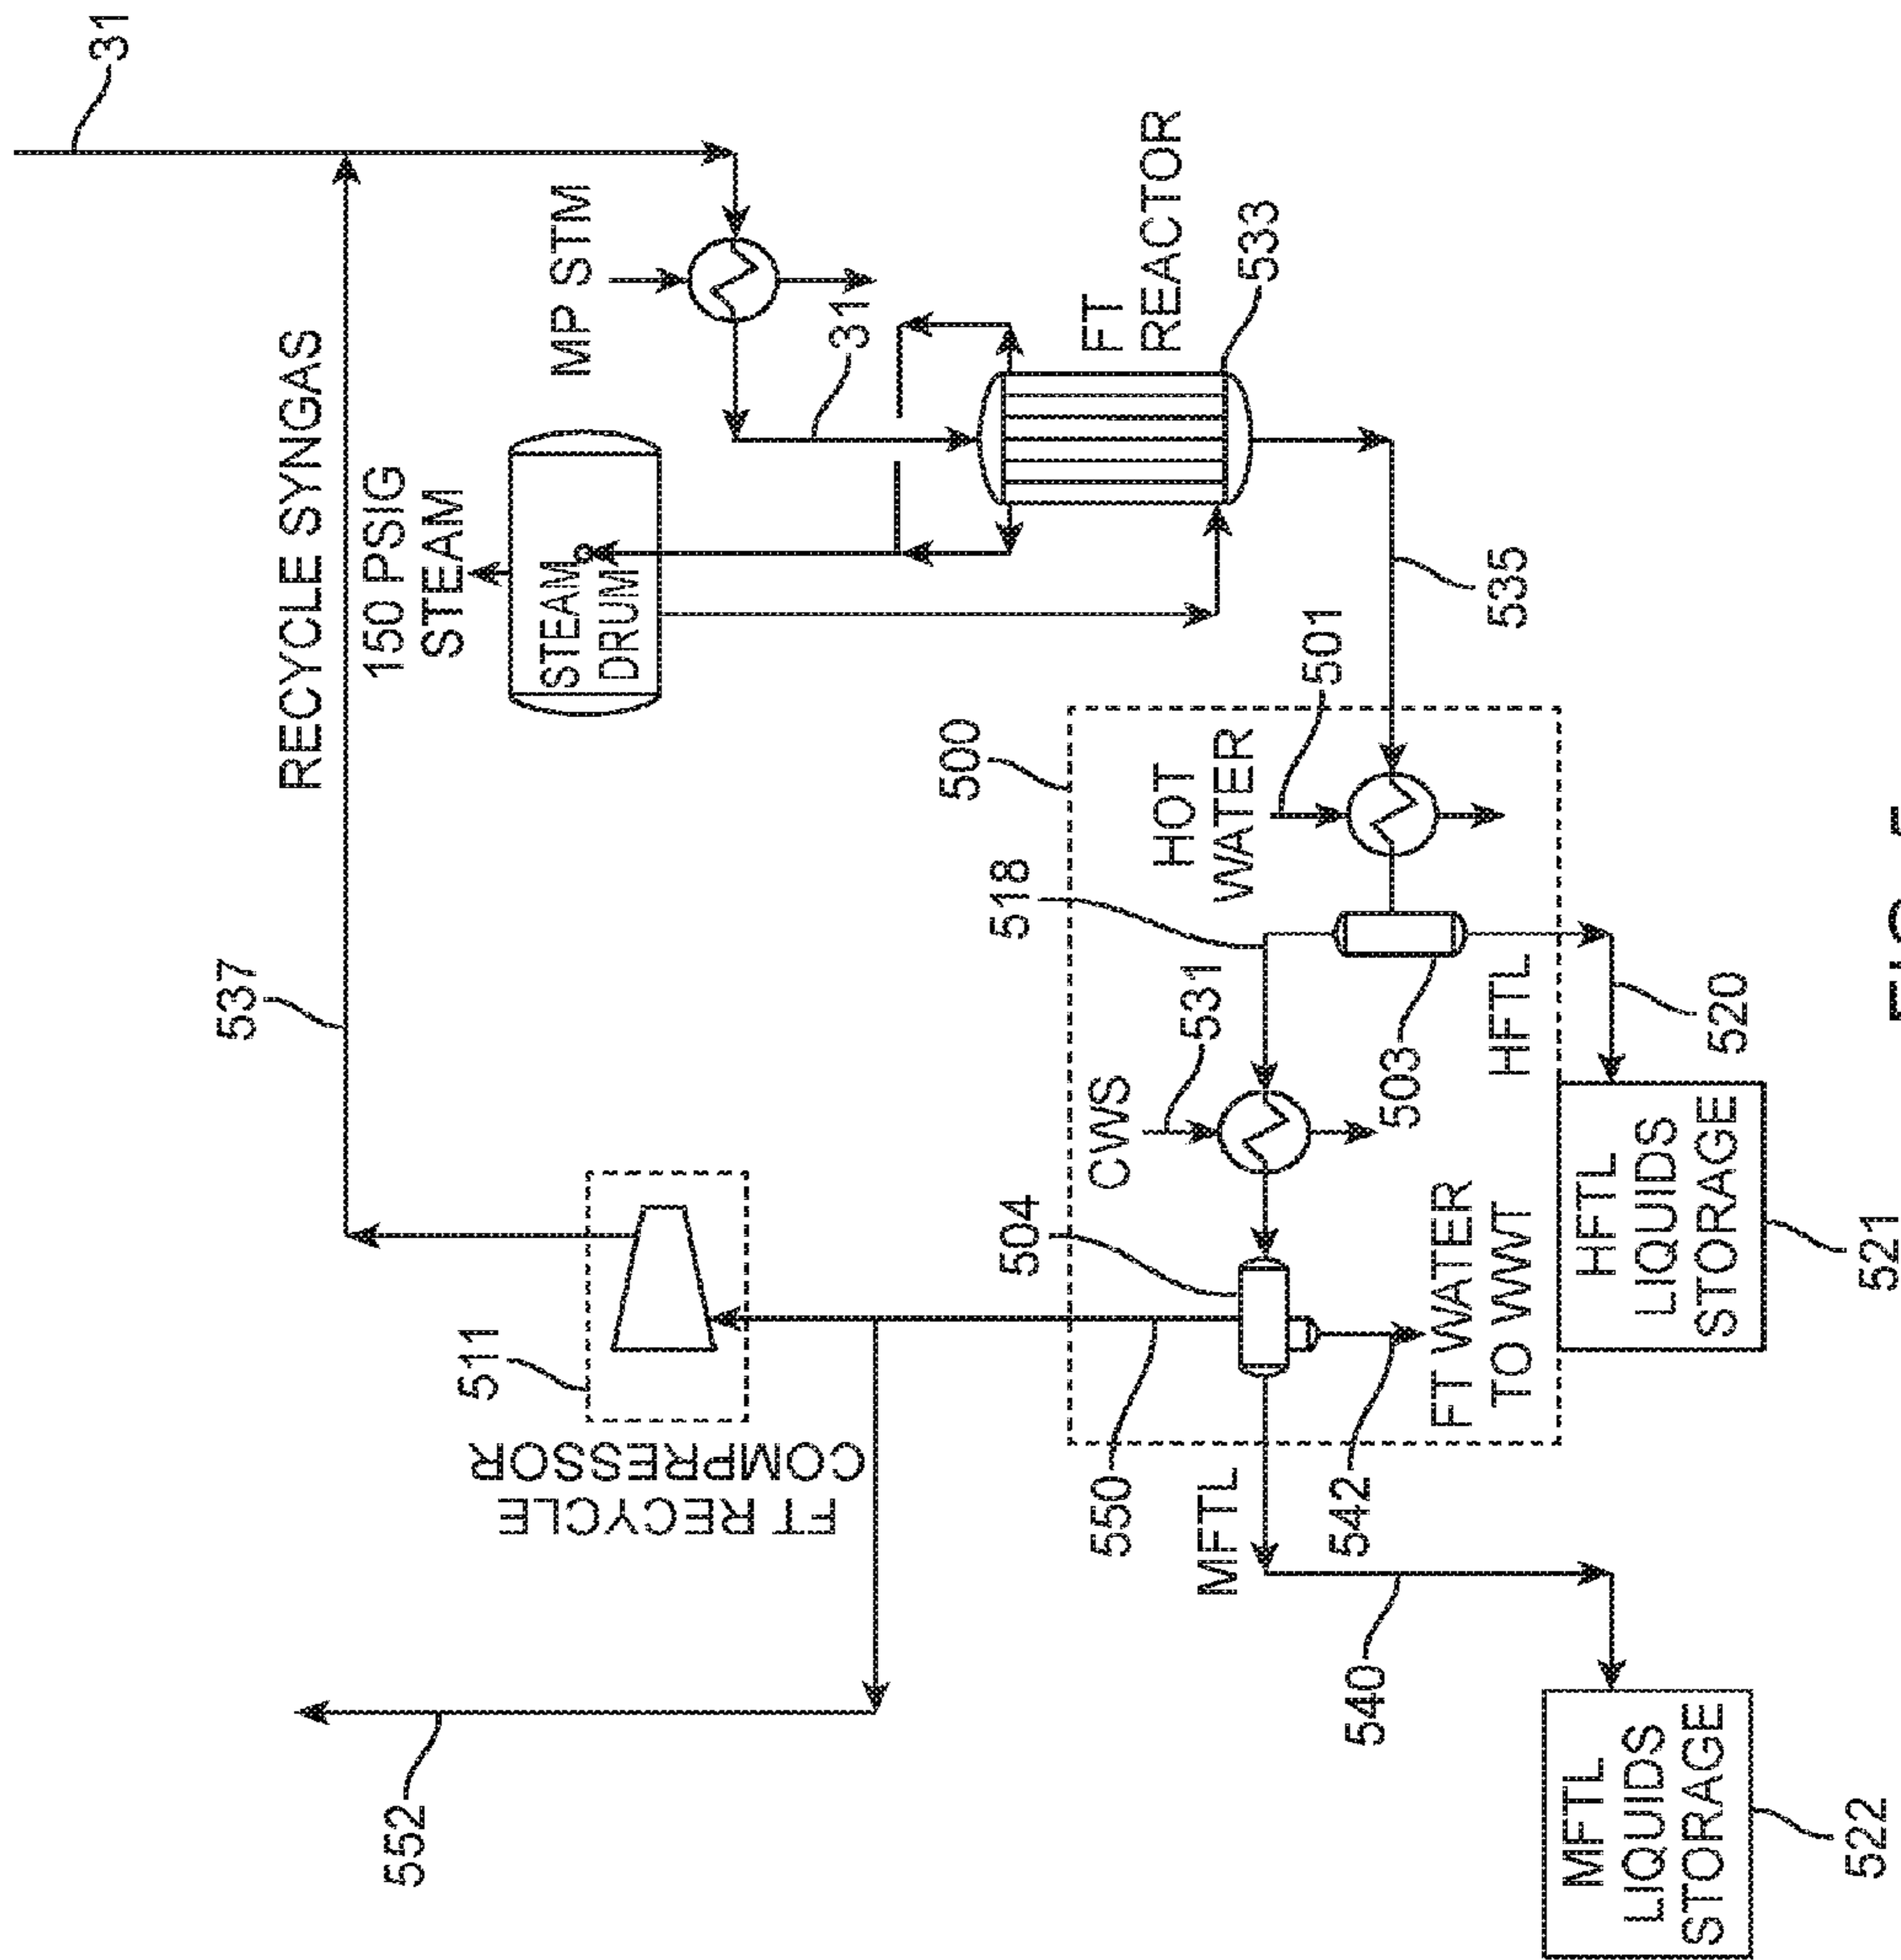 31
RECYCLE SYNGAS
537
150 PSIG
STEAM
MP STM
STEAM
DRUM
31
FT
REACTOR
533
535
500
HOT
WATER
501
518
531
CWS
503
HFTL
520
504
FT WATER
TO WWT
HFTL
LIQUIDS
STORAGE
521
511
FT RECYCLE
COMPRESSOR
550
542
MFTL
540
552
MFTL
LIQUIDS
STORAGE
522